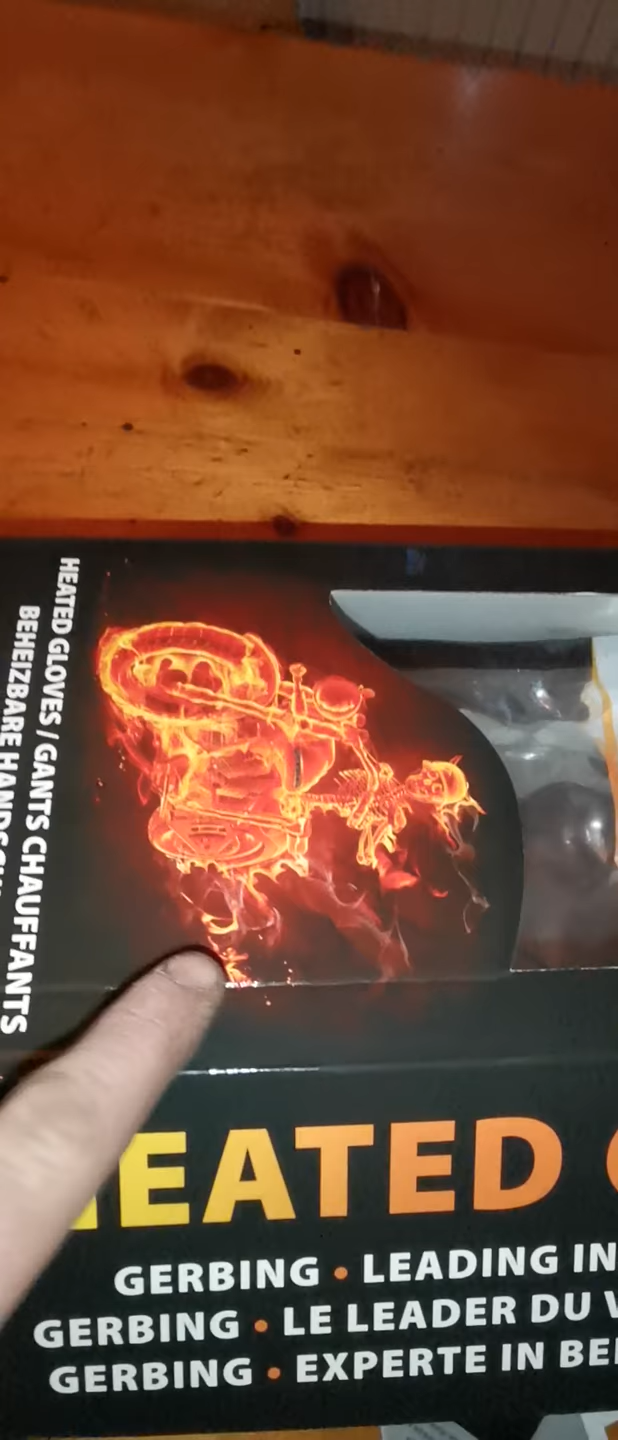 HEATED GLOVES / GANTS CHAUFFANTS
BEHEIZBARE
EATED
GERBING • LEADING IN
GERBING • LE LEADER DU
GERBING • EXPERTE IN